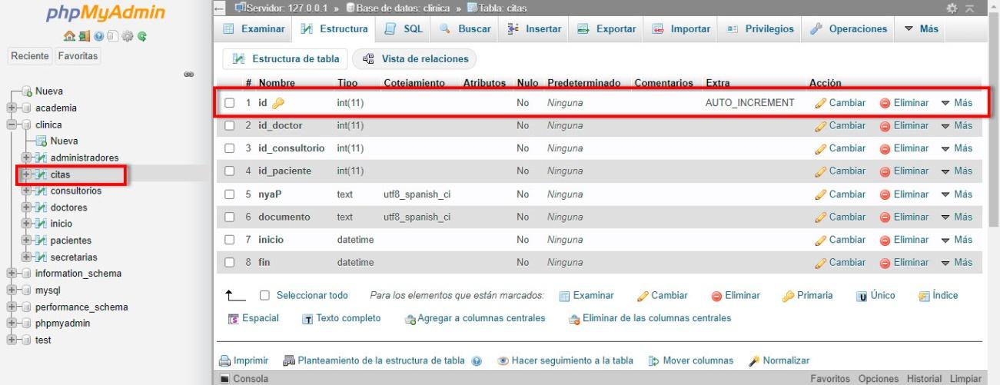 phpMyAdmin
Reciente Favoritas
Nueva
academia
clinica
Nueva
administradores
citas
consultorios
doctores
inicio
pacientes
secretarias
information_schema
mysql
performance_schema
phpmyadmin
test
Servidor: 127.0.0.1 » Base de datos: clinica » Tabla: citas
Examinar Estructura SQL Buscar Insertar Exportar Importar Privilegios Operaciones Más
Estructura de tabla Vista de relaciones
# Nombre Tipo Cotejamiento Atributos Nulo Predeterminado Comentarios Extra Acción
1 id int(11) No Ninguna AUTO_INCREMENT Cambiar Eliminar Más
2 id_doctor int(11) No Ninguna Cambiar Eliminar Más
3 id_consultorio int(11) No Ninguna Cambiar Eliminar Más
4 id_paciente int(11) No Ninguna Cambiar Eliminar Más
5 nyaP text utf8_spanish_ci No Ninguna Cambiar Eliminar Más
6 documento text utf8_spanish_ci No Ninguna Cambiar Eliminar Más
7 inicio datetime No Ninguna Cambiar Eliminar Más
8 fin datetime No Ninguna Cambiar Eliminar Más
Seleccionar todo Para los elementos que están marcados: Examinar Cambiar Eliminar Primaria Único Índice
Espacial Texto completo Agregar a columnas centrales Eliminar de las columnas centrales
Imprimir Planteamiento de la estructura de tabla Hacer seguimiento a la tabla Mover columnas Normalizar
Consola Favoritos Opciones Historial Limpiar